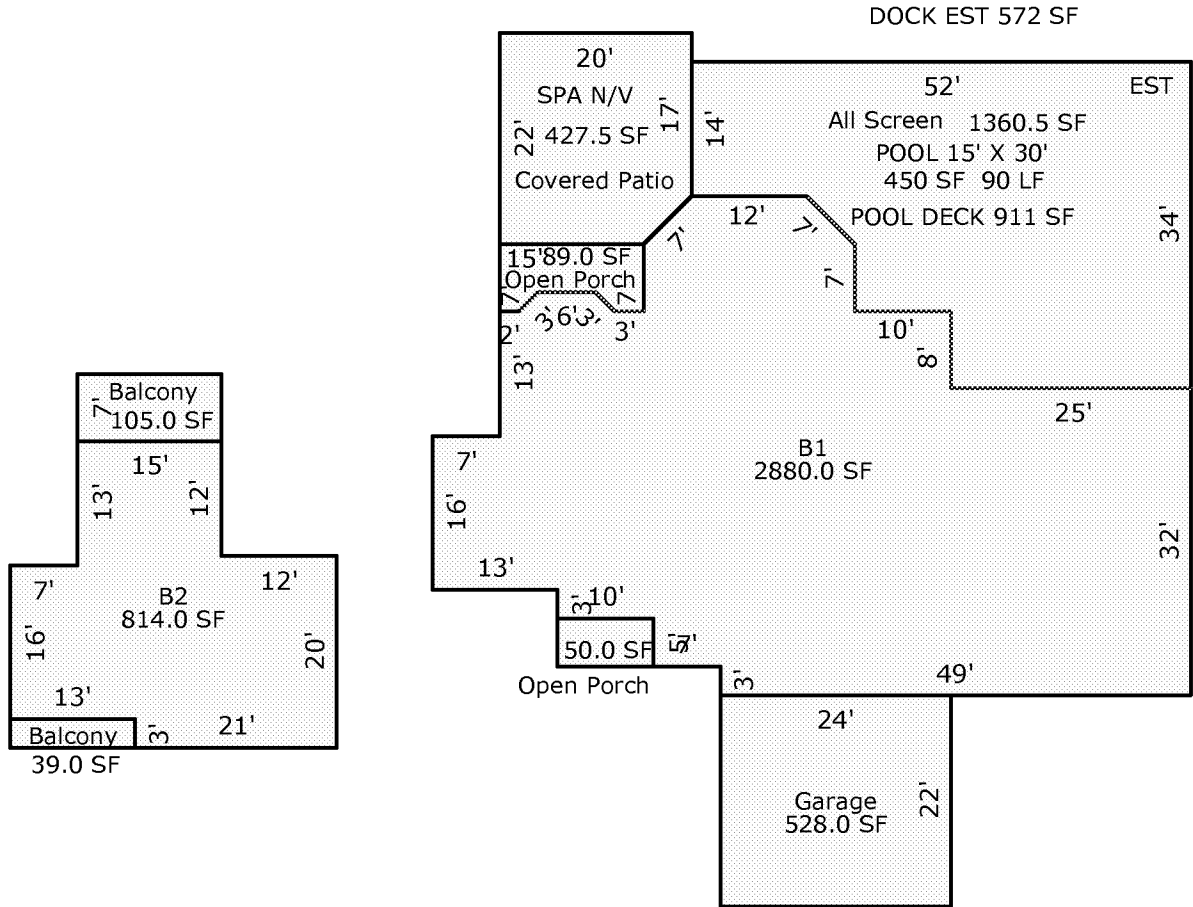 DOCK EST 572 SF
20'
SPA N/V
22'
427.5 SF
17'
Covered Patio
52'
EST
14'
All Screen 1360.5 SF
POOL 15' X 30'
450 SF 90 LF
POOL DECK 911 SF
34'
12'
7'
7'
7'
10'
8'
25'
15'
89.0 SF
Open Porch
7'
7'
2'
3'
6'
3'
3'
13'
B1
2880.0 SF
7'
16'
13'
32'
3'
10'
50.0 SF
5'
7'
Open Porch
3'
49'
24'
Garage
528.0 SF
22'
Balcony
7'
105.0 SF
15'
13'
12'
7'
12'
B2
814.0 SF
16'
20'
13'
21'
3'
Balcony
39.0 SF